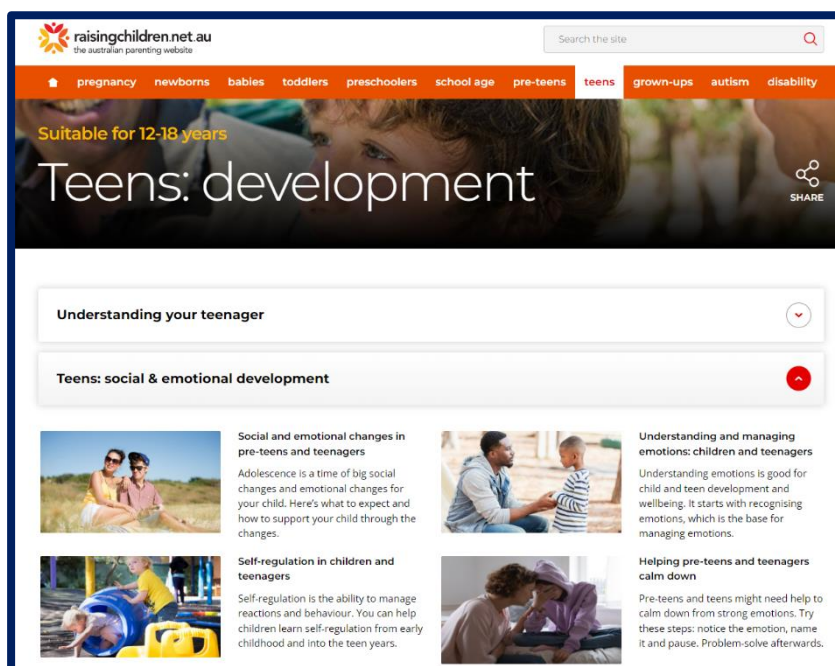 raisingchildren.net.au
the australian parenting website
Search the site
pregnancy newborns babies toddlers preschoolers school age pre-teens teens grown-ups autism disability
Suitable for 12-18 years
Teens: development
SHARE
Understanding your teenager
Teens: social & emotional development
Social and emotional changes in
pre-teens and teenagers
Adolescence is a time of big social
changes and emotional changes for
your child. Here's what to expect and
how to support your child through the
changes.
Understanding and managing
emotions: children and teenagers
Understanding emotions is good for
child and teen development and
wellbeing. It starts with recognising
emotions, which is the base for
managing emotions.
Self-regulation in children and
teenagers
Self-regulation is the ability to manage
reactions and behaviour. You can help
children learn self-regulation from early
childhood and into the teen years.
Helping pre-teens and teenagers
calm down
Pre-teens and teens might need help to
calm down from strong emotions. Try
these steps: notice the emotion, name
it and pause. Problem-solve afterwards.